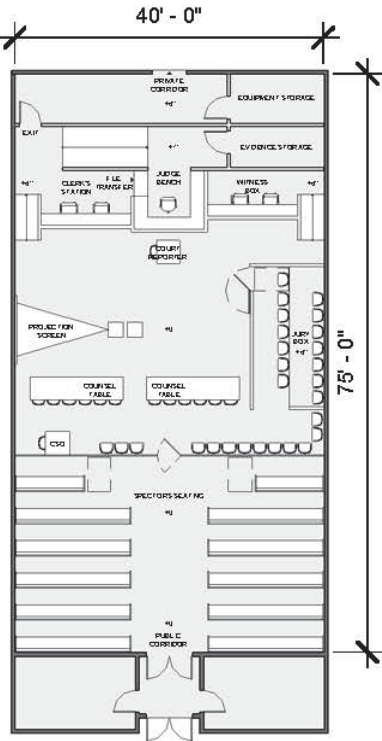 40' - 0"
PRIVATE
CORRIDOR
EQUIPMENT STORAGE
EXIT
EVIDENCE STORAGE
CLERK'S
STATION
FILE
TRANSFER
JUDGE
BENCH
WITNESS
BOX
COURT
REPORTER
PROJECTION
SCREEN
JURY
BOX
75' - 0"
COUNSEL
TABLE
COUNSEL
TABLE
CSO
SPECTORS SEATING
PUBLIC
CORRIDOR